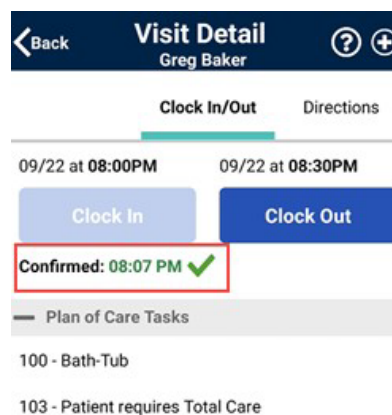 Back
Visit Detail
Greg Baker
Clock In/Out
Directions
09/22 at 08:00PM
09/22 at 08:30PM
Clock In
Clock Out
Confirmed: 08:07 PM
Plan of Care Tasks
100 - Bath-Tub
103 - Patient requires Total Care